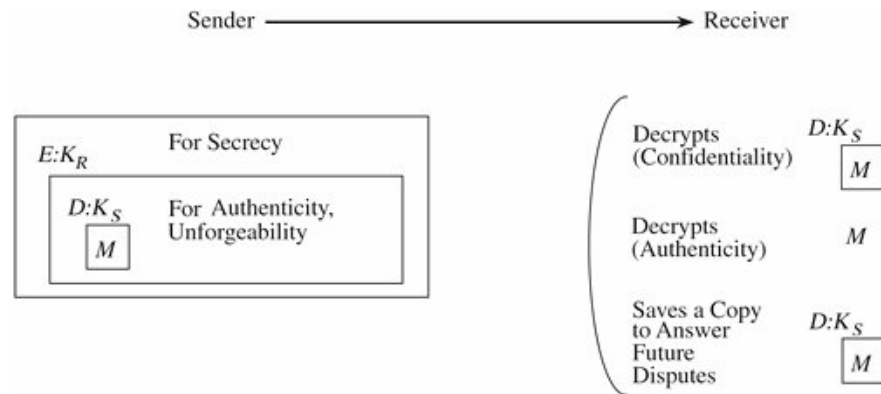 Sender Receiver
For Secrecy
E:K_R
D:K_S For Authenticity,
Unforgeability
M
Decrypts D:K_S
(Confidentiality) M
Decrypts M
(Authenticity)
Saves a Copy
to Answer D:K_S
Future M
Disputes